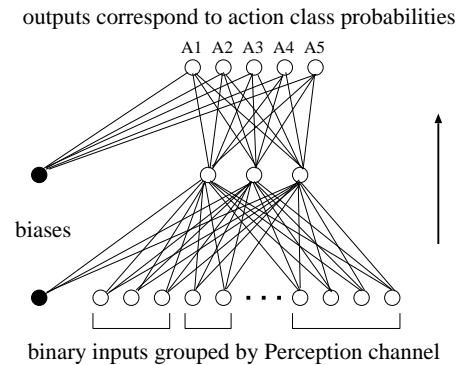 outputs correspond to action class probabilities
A1 A2 A3 A4 A5
biases
binary inputs grouped by Perception channel